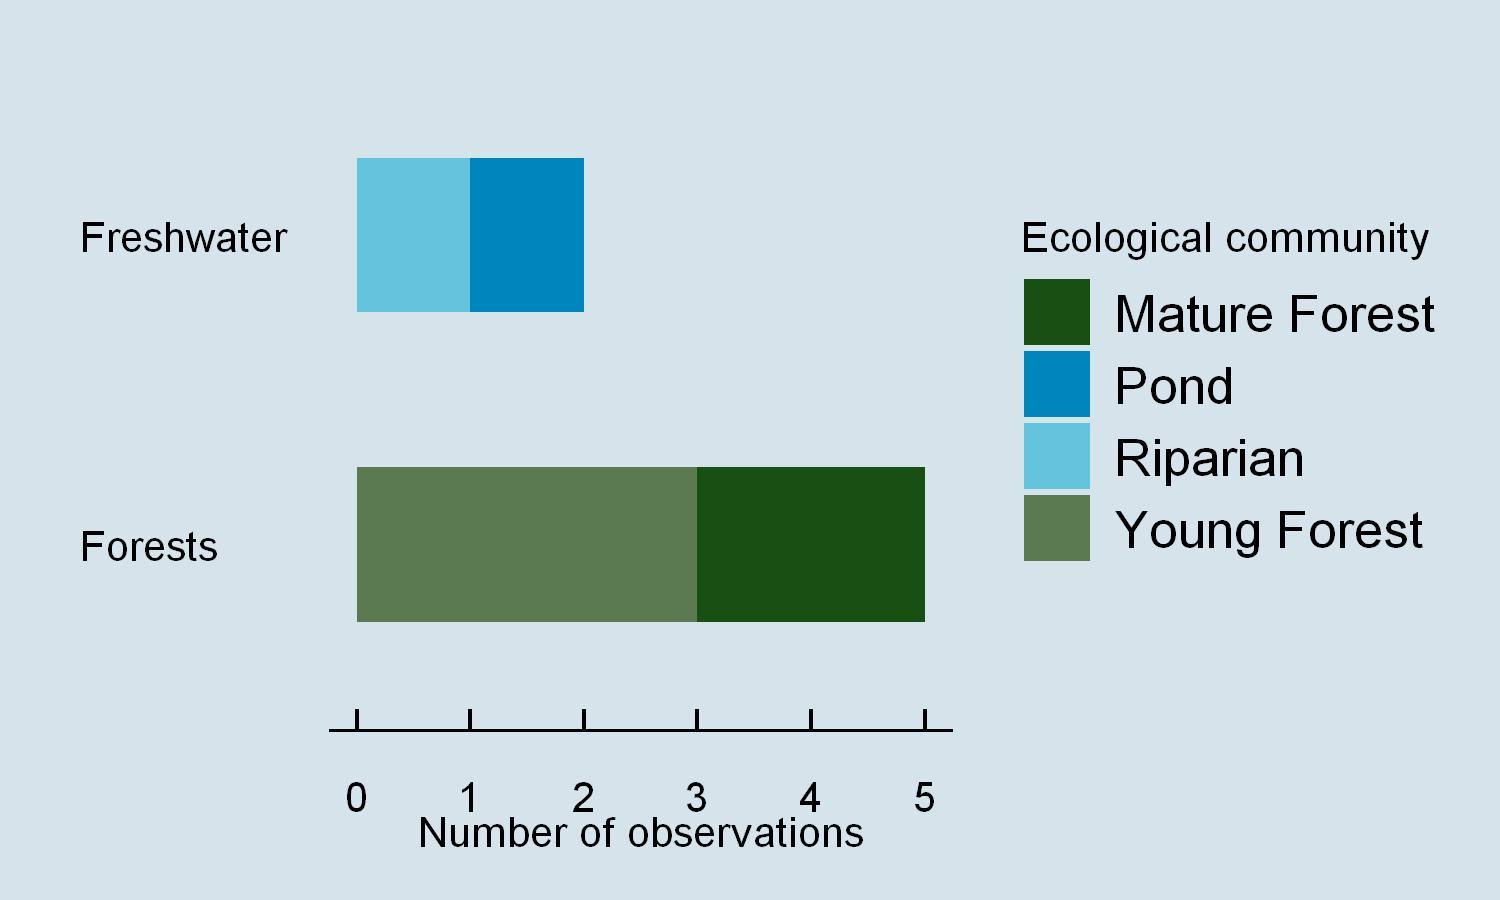 Freshwater
Forests
0 1 2 3 4 5
Number of observations
Ecological community
Mature Forest
Pond
Riparian
Young Forest